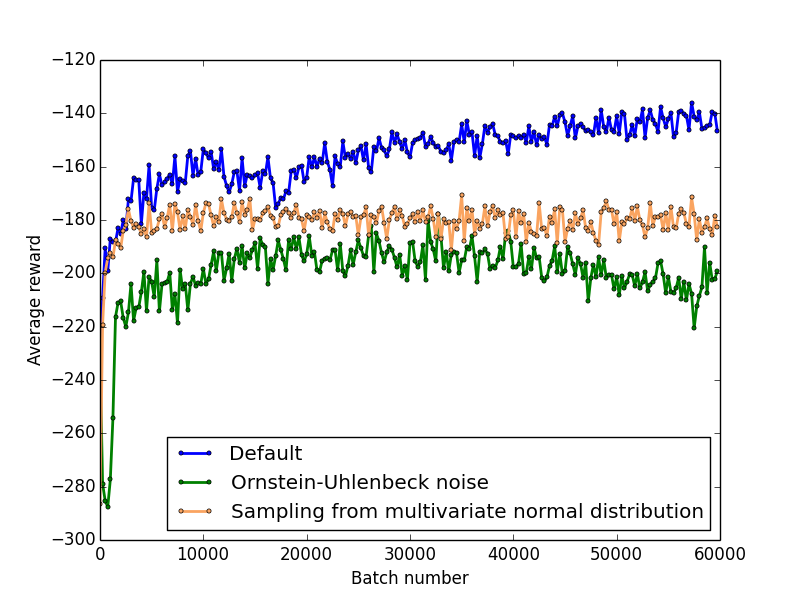 −120
−140
−160
−180
−200
−220
−240
−260
−280
−300
Average reward
Default
Ornstein-Uhlenbeck noise
Sampling from multivariate normal distribution
0 10000 20000 30000 40000 50000 60000
Batch number